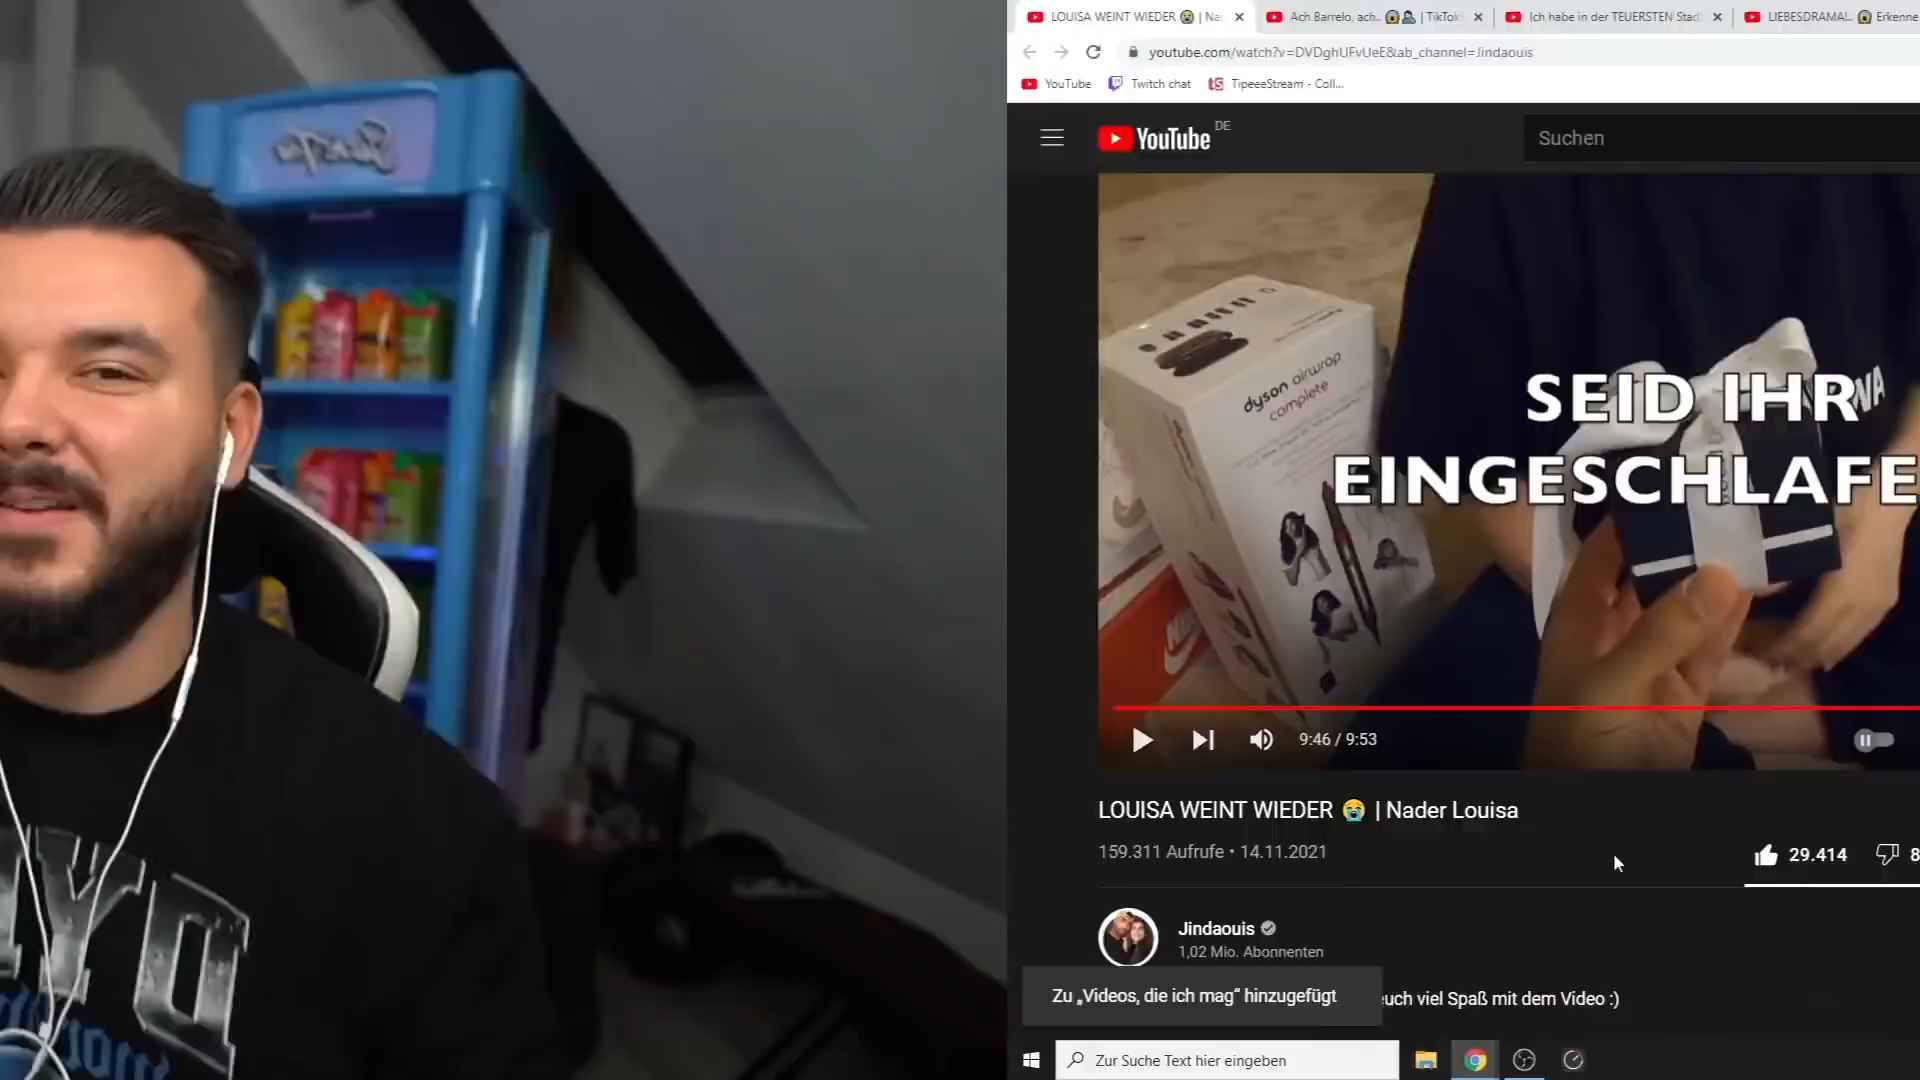 LOUISA WEINT WIEDER 😭 | Na
Ach Barrelo, ach.. 😱 | TikTok
Ich habe in der TEUERSTEN Stad
LIEBESDRAMA!.. 😱 Erkenne
youtube.com/watch?v=DVDghUFvUeE&ab_channel=Jindaouis
YouTube
Twitch chat
TipeeeStream - Coll...
YouTube DE
Suchen
dyson airwrap
complete
SEID IHR
EINGESCHLAFE
9:46 / 9:53
LOUISA WEINT WIEDER 😭 | Nader Louisa
159.311 Aufrufe • 14.11.2021
29.414
8
Jindaouis
1,02 Mio. Abonnenten
Zu „Videos, die ich mag“ hinzugefügt
euch viel Spaß mit dem Video :)
Zur Suche Text hier eingeben